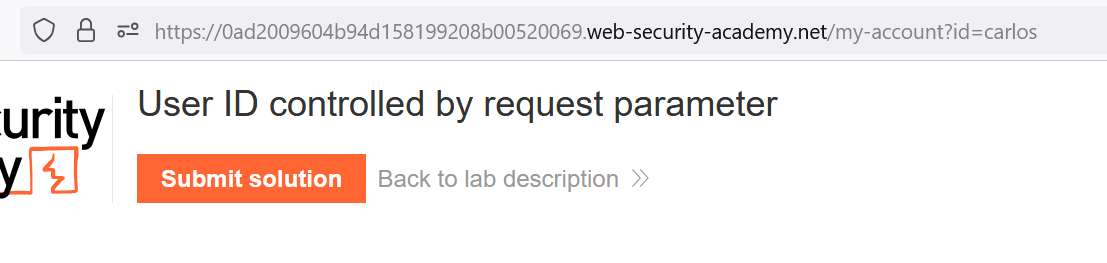 https://0ad2009604b94d158199208b00520069.web-security-academy.net/my-account?id=carlos
User ID controlled by request parameter
urity
y
Submit solution
Back to lab description